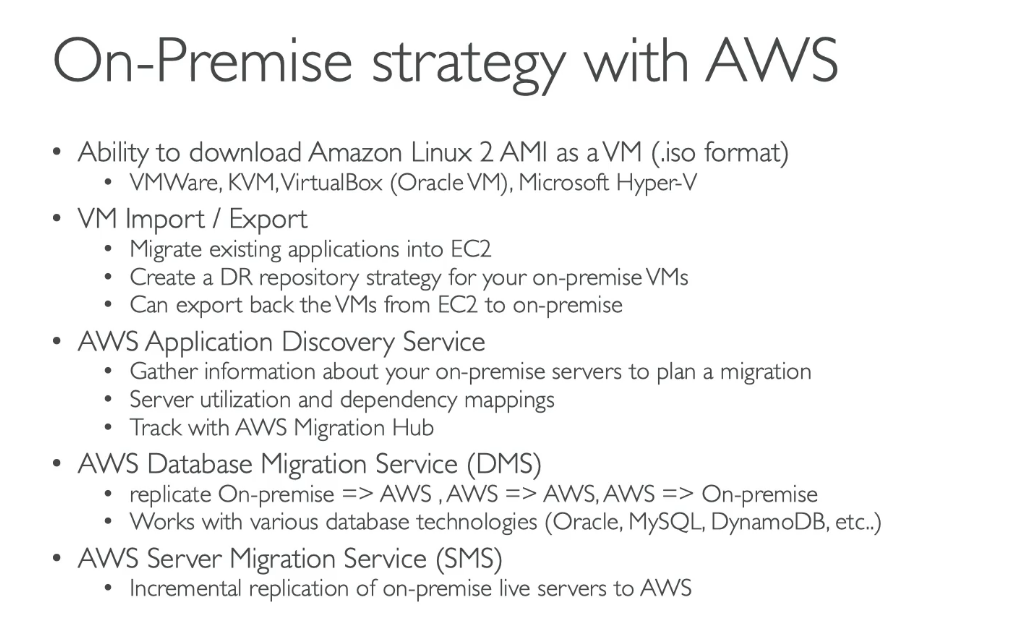 On-Premise strategy with AWS
• Ability to download Amazon Linux 2 AMI as a VM (.iso format)
• VMWare, KVM, VirtualBox (Oracle VM), Microsoft Hyper-V
• VM Import / Export
• Migrate existing applications into EC2
• Create a DR repository strategy for your on-premise VMs
• Can export back the VMs from EC2 to on-premise
• AWS Application Discovery Service
• Gather information about your on-premise servers to plan a migration
• Server utilization and dependency mappings
• Track with AWS Migration Hub
• AWS Database Migration Service (DMS)
• replicate On-premise => AWS , AWS => AWS, AWS => On-premise
• Works with various database technologies (Oracle, MySQL, DynamoDB, etc..)
• AWS Server Migration Service (SMS)
• Incremental replication of on-premise live servers to AWS